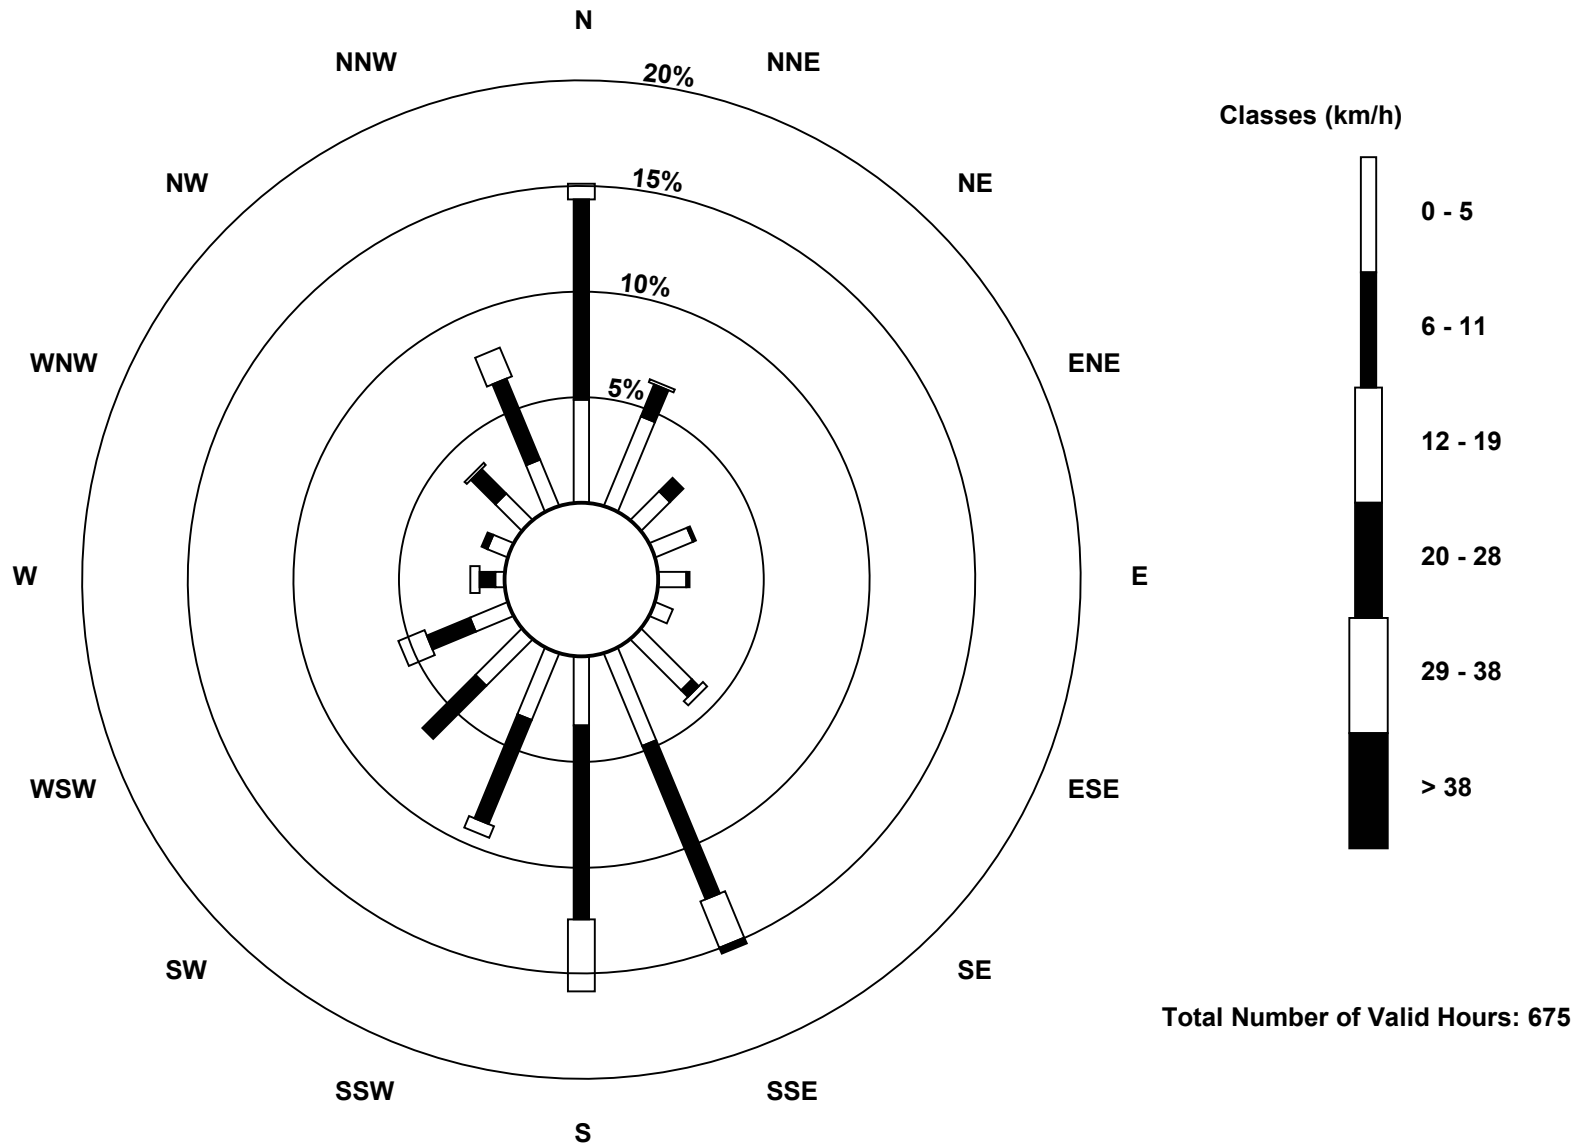 N
NNW
NNE
20%
Classes (km/h)
NW
15%
NE
0 - 5
10%
6 - 11
WNW
5%
ENE
12 - 19
W
E
20 - 28
29 - 38
WSW
ESE
> 38
SW
SE
Total Number of Valid Hours: 675
SSW
SSE
S